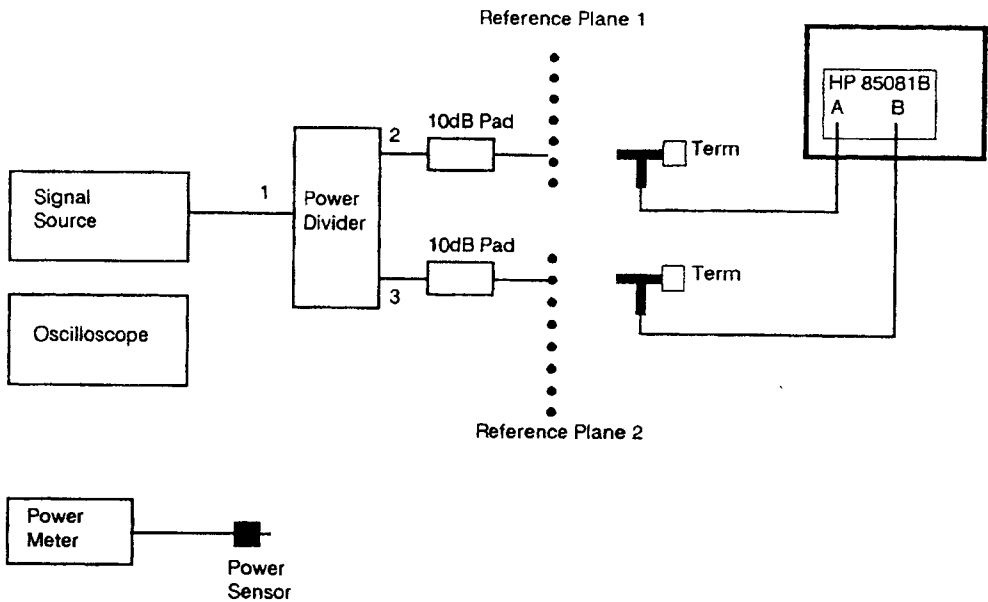 Reference Plane 1
HP 85081B
A B
10dB Pad
2
Term
1
Signal
Source
Power
Divider
10dB Pad
3
Term
Oscilloscope
Reference Plane 2
Power
Meter
Power
Sensor